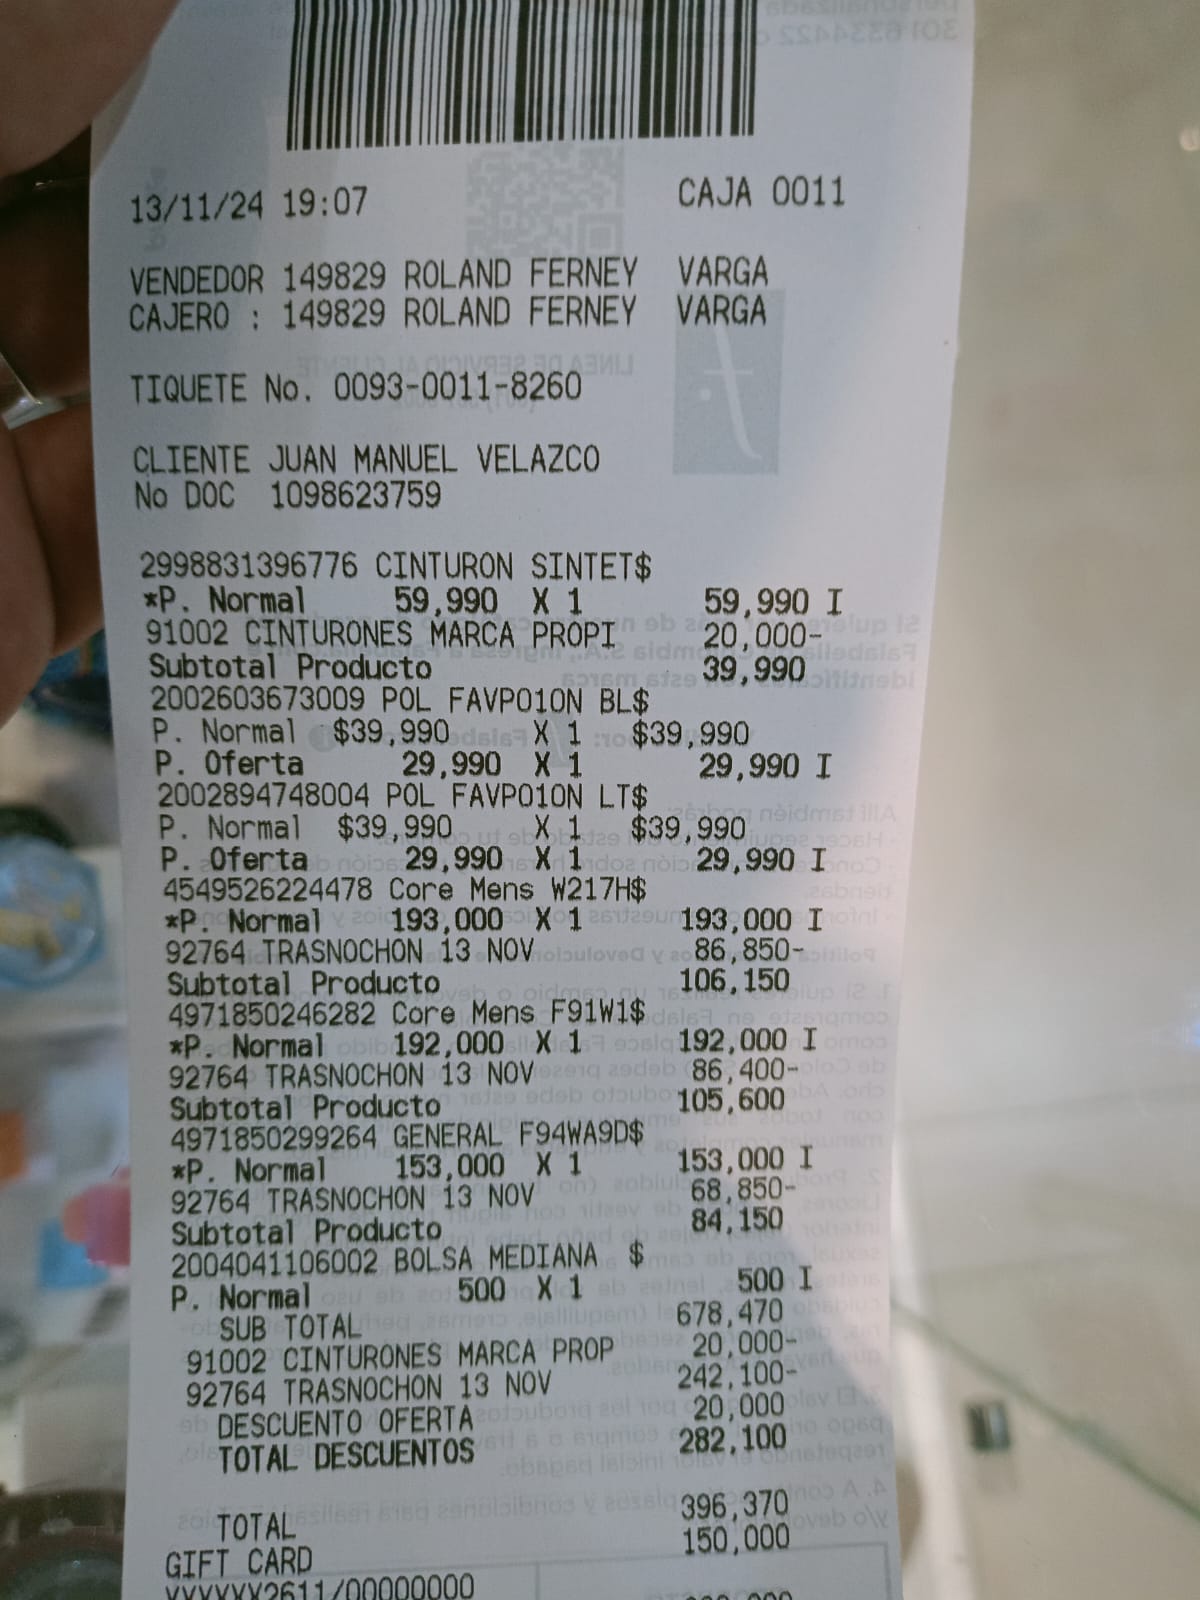 13/11/24 19:07 CAJA 0011
VENDEDOR 149829 ROLAND FERNEY VARGA
CAJERO : 149829 ROLAND FERNEY VARGA
TIQUETE No. 0093-0011-8260
CLIENTE JUAN MANUEL VELAZCO
No DOC 1098623759
2998831396776 CINTURON SINTET$
*P. Normal 59,990 X 1 59,990 I
91002 CINTURONES MARCA PROPI 20,000-
Subtotal Producto 39,990
2002603673009 POL FAVP01ON BL$
P. Normal $39,990 X 1 $39,990
P. Oferta 29,990 X 1 29,990 I
2002894748004 POL FAVP01ON LT$
P. Normal $39,990 X 1 $39,990
P. Oferta 29,990 X 1 29,990 I
4549526224478 Core Mens W217H$
*P. Normal 193,000 X 1 193,000 I
92764 TRASNOCHON 13 NOV 86,850-
Subtotal Producto 106,150
4971850246282 Core Mens F91W1$
*P. Normal 192,000 X 1 192,000 I
92764 TRASNOCHON 13 NOV 86,400-
Subtotal Producto 105,600
4971850299264 GENERAL F94WA9D$
*P. Normal 153,000 X 1 153,000 I
92764 TRASNOCHON 13 NOV 68,850-
Subtotal Producto 84,150
2004041106002 BOLSA MEDIANA $
P. Normal 500 X 1 500 I
SUB TOTAL 678,470
91002 CINTURONES MARCA PROP 20,000-
92764 TRASNOCHON 13 NOV 242,100-
DESCUENTO OFERTA 20,000
TOTAL DESCUENTOS 282,100
TOTAL 396,370
GIFT CARD 150,000
XXXXXX2611/00000000